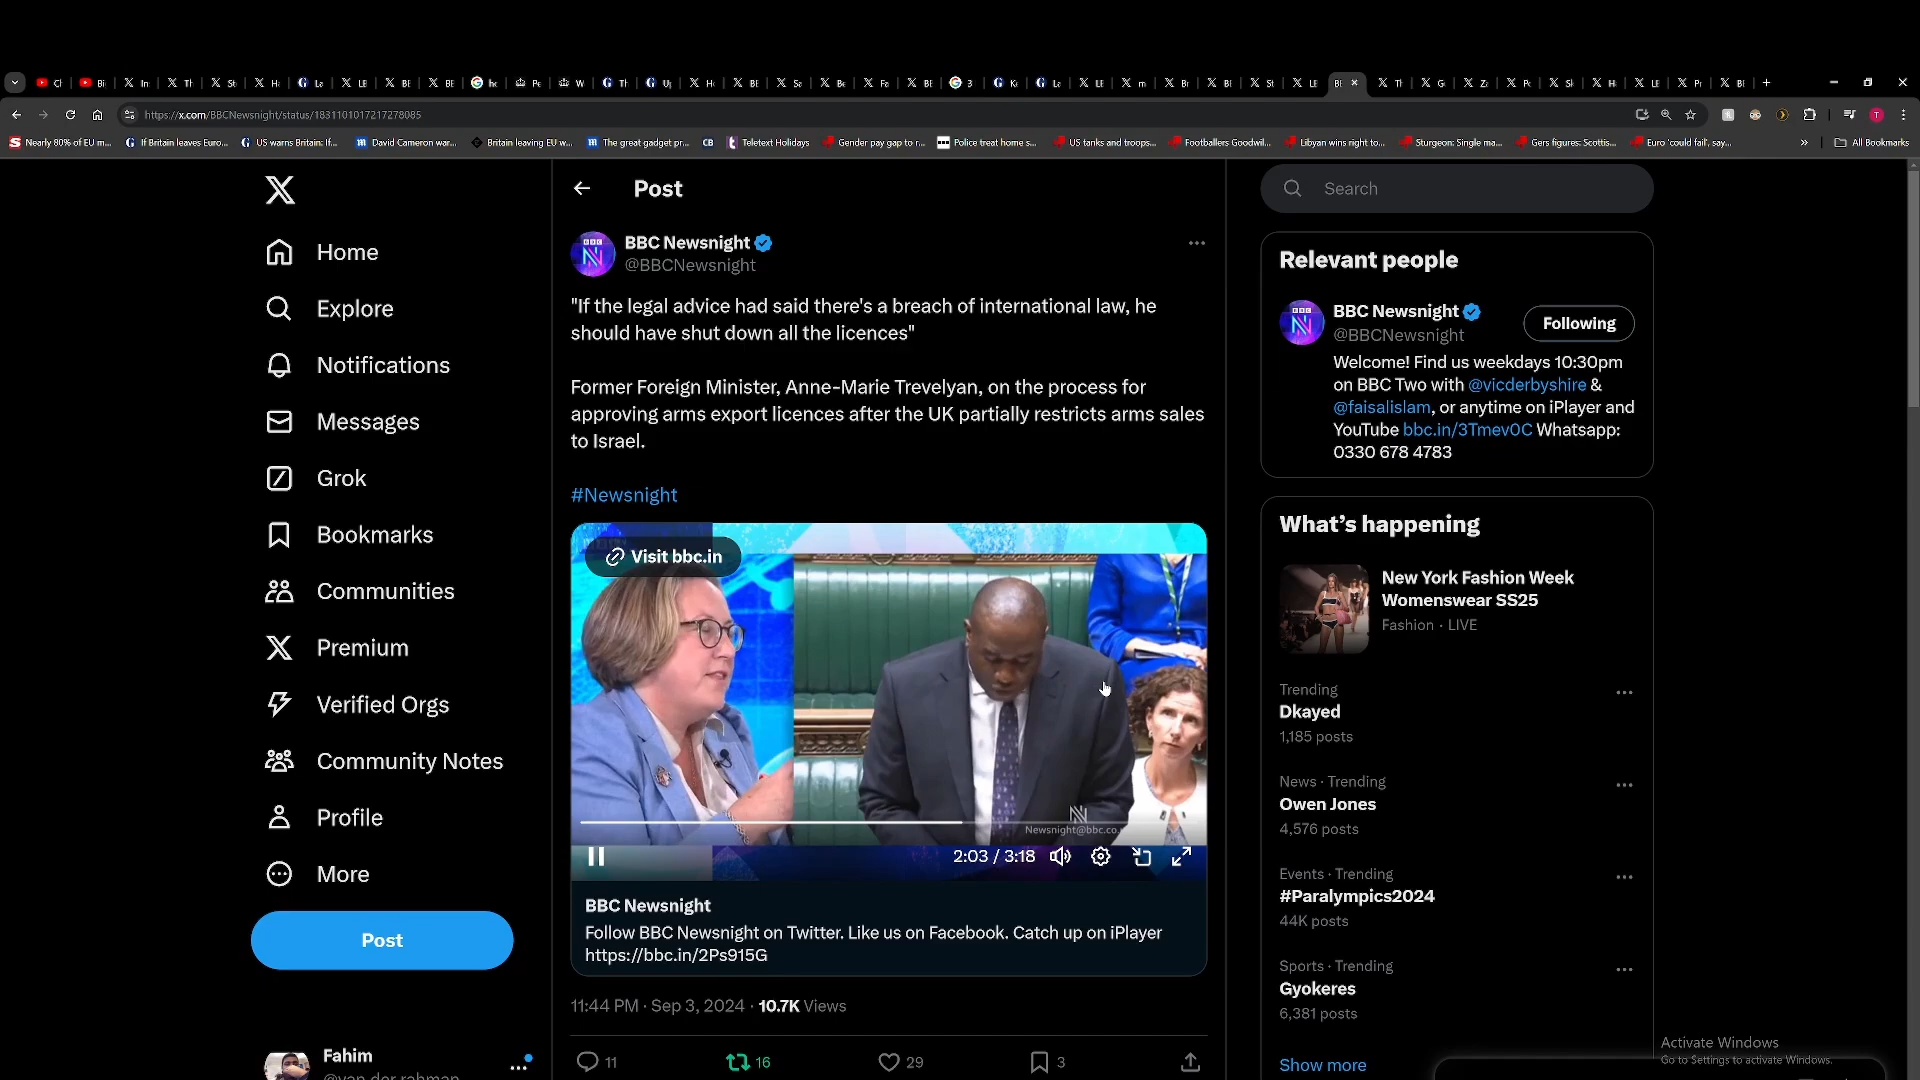 https://x.com/BBCNewsnight/status/1831101017217278085
Nearly 80% of EU m...
If Britain leaves Euro...
US warns Britain: If...
David Cameron war...
Britain leaving EU w...
The great gadget pr...
CB
Teletext Holidays
Gender pay gap to r...
Police treat home s...
US tanks and troops...
Footballers Goodwil...
Libyan wins right to...
Sturgeon: Single ma...
Gers figures: Scottis...
Euro 'could fail', say...
All Bookmarks
Home
Explore
Notifications
Messages
Grok
Bookmarks
Communities
Premium
Verified Orgs
Community Notes
Profile
More
Post
Fahim
Post
BBC Newsnight
@BBCNewsnight
"If the legal advice had said there's a breach of international law, he
should have shut down all the licences"
Former Foreign Minister, Anne-Marie Trevelyan, on the process for
approving arms export licences after the UK partially restricts arms sales
to Israel.
#Newsnight
Visit bbc.in
Newsnight@bbc.co.
2:03 / 3:18
BBC Newsnight
Follow BBC Newsnight on Twitter. Like us on Facebook. Catch up on iPlayer
https://bbc.in/2Ps915G
11:44 PM · Sep 3, 2024 · 10.7K Views
11
16
29
3
Search
Relevant people
BBC Newsnight
@BBCNewsnight
Following
Welcome! Find us weekdays 10:30pm
on BBC Two with @vicderbyshire &
@faisalislam, or anytime on iPlayer and
YouTube bbc.in/3Tmev0C Whatsapp:
0330 678 4783
What's happening
New York Fashion Week
Womenswear SS25
Fashion · LIVE
Trending
Dkayed
1,185 posts
News · Trending
Owen Jones
4,576 posts
Events · Trending
#Paralympics2024
44K posts
Sports · Trending
Gyokeres
6,381 posts
Show more
Activate Windows
Go to Settings to activate Windows.